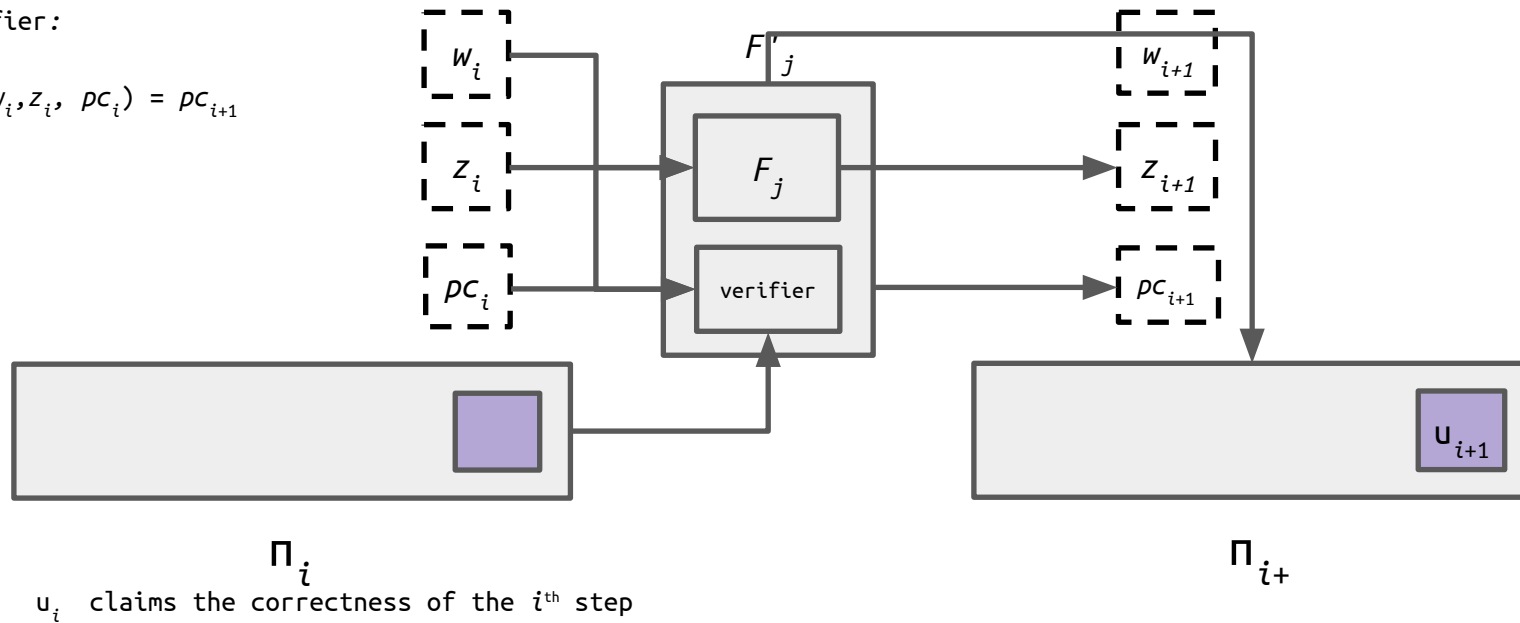 fier:
w_i F'_j w_{i+1}
,z_i, pc_i) = pc_{i+1}
z_i F_j z_{i+1}
pc_i verifier pc_{i+1}
u_{i+1}
Π_i Π_{i+}
u_i claims the correctness of the i^{th} step